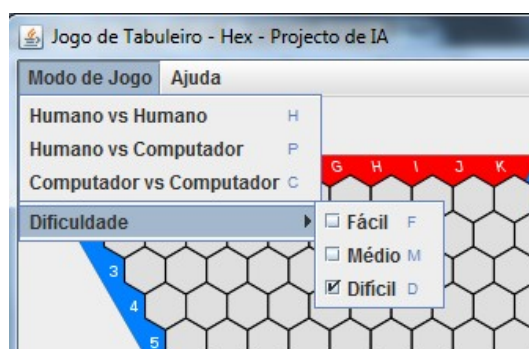 Jogo de Tabuleiro - Hex - Projecto de IA
Modo de Jogo Ajuda
Humano vs Humano H
Humano vs Computador P
Computador vs Computador C
G H I J K
Dificuldade
Fácil F
Médio M
Difícil D
3
4
5